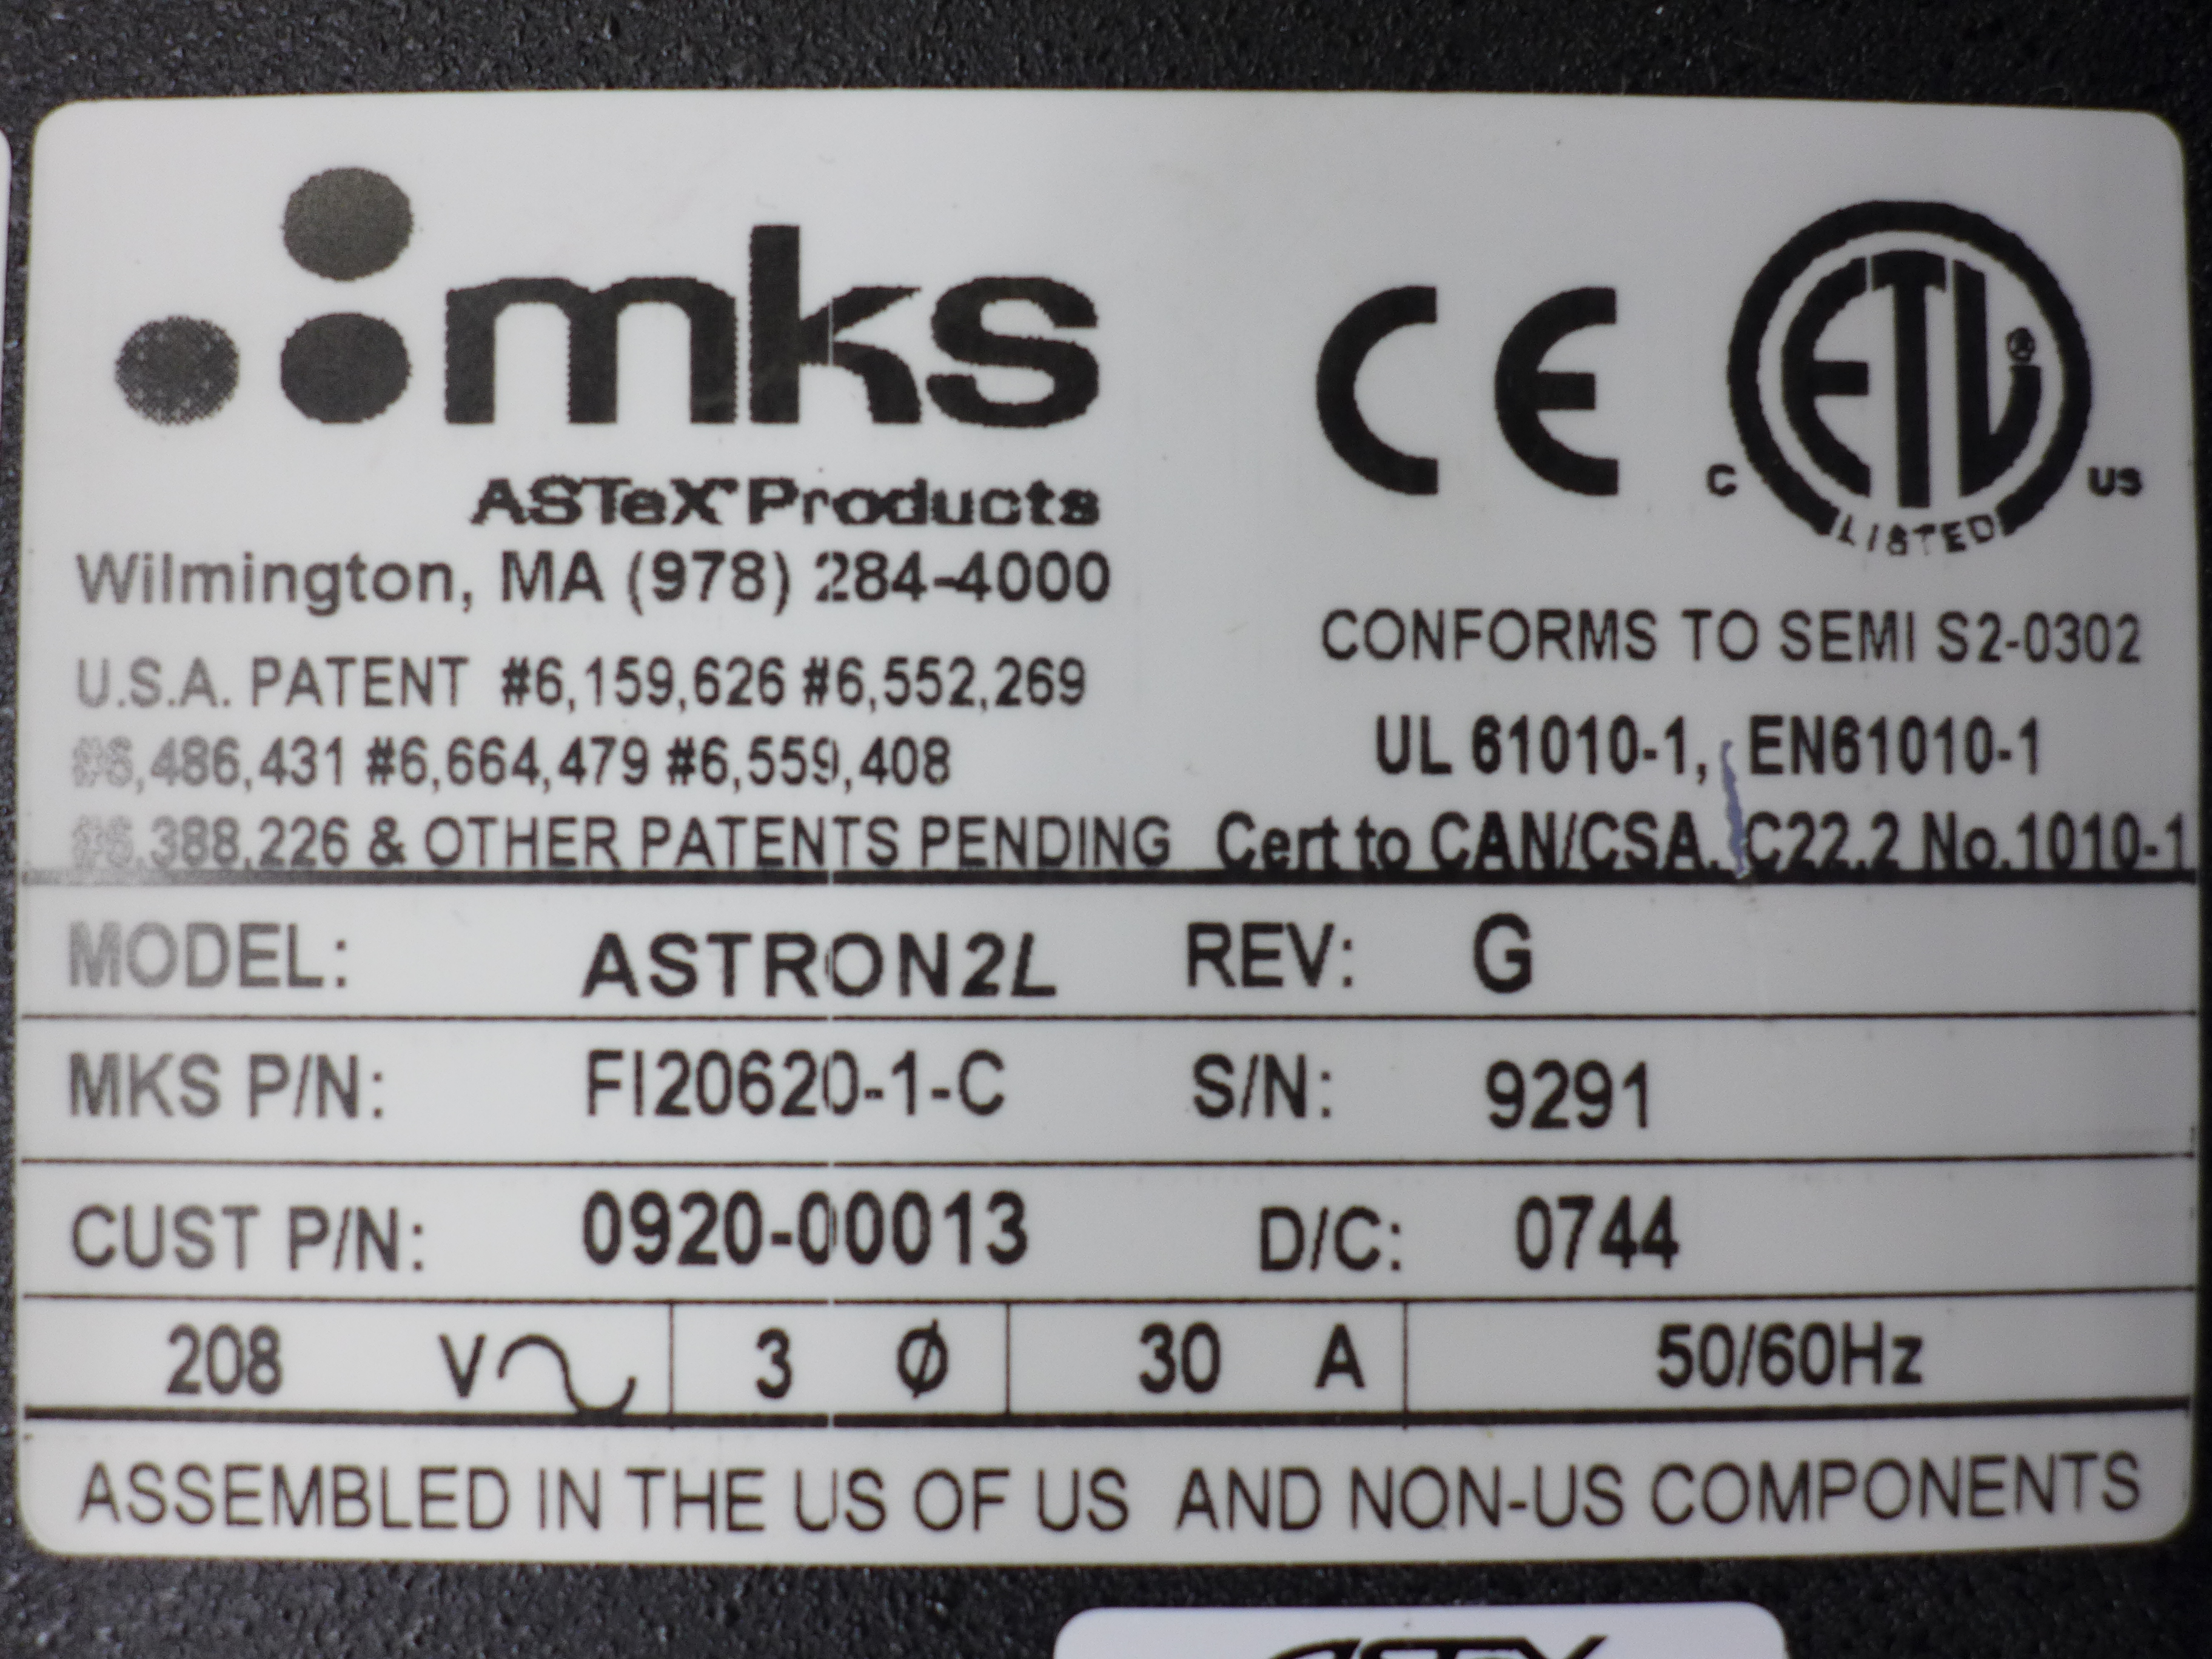 mks
ASTeX Products
Wilmington, MA (978) 284-4000
U.S.A. PATENT #6,159,626 #6,552,269
#6,486,431 #6,664,479 #6,559,408
#6,388,226 & OTHER PATENTS PENDING
CE
ETL®
C LISTED US
CONFORMS TO SEMI S2-0302
UL 61010-1, EN61010-1
Cert to CAN/CSA, C22.2 No.1010-1
MODEL: ASTRON2L REV: G
MKS P/N: FI20620-1-C S/N: 9291
CUST P/N: 0920-00013 D/C: 0744
208 V 3 Ø 30 A 50/60Hz
ASSEMBLED IN THE US OF US AND NON-US COMPONENTS